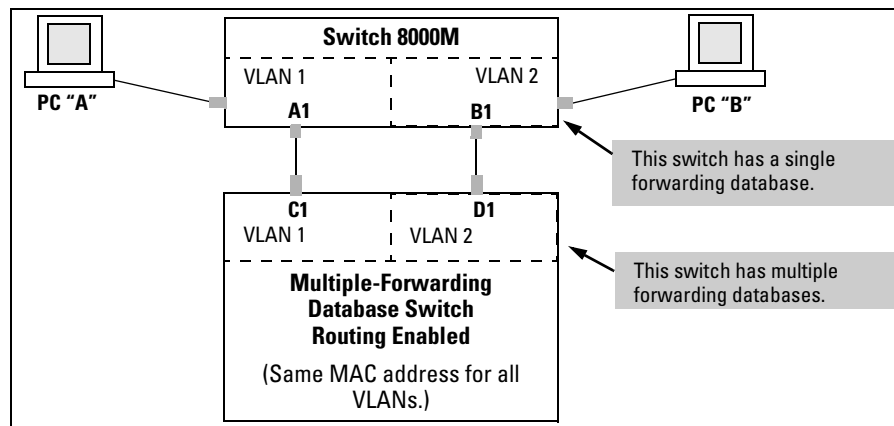 Switch 8000M
VLAN 1
VLAN 2
PC “A”
PC “B”
A1
B1
This switch has a single
forwarding database.
C1
D1
VLAN 1
VLAN 2
This switch has multiple
forwarding databases.
Multiple-Forwarding
Database Switch
Routing Enabled
(Same MAC address for all
VLANs.)